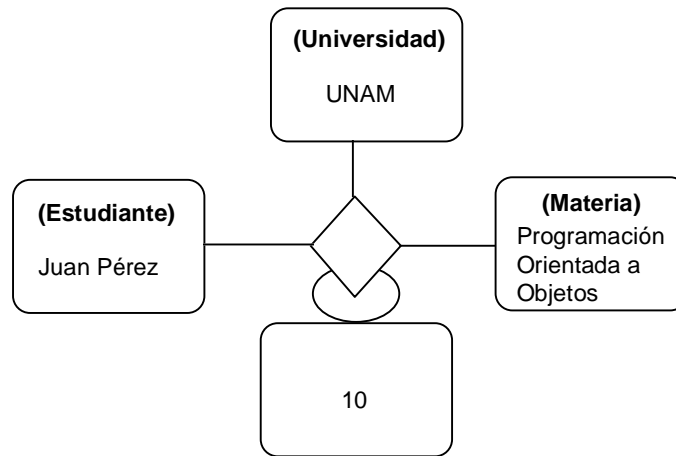 (Universidad)
UNAM
(Estudiante)
Juan Pérez
(Materia)
Programación
Orientada a
Objetos
10